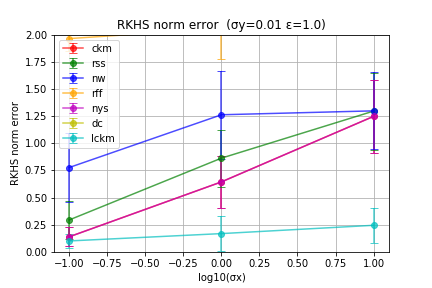 RKHS norm error (σy=0.01 ε=1.0)
RKHS norm error
2.00
1.75
1.50
1.25
1.00
0.75
0.50
0.25
0.00
ckm
rss
nw
rff
nys
dc
lckm
−1.00 −0.75 −0.50 −0.25 0.00 0.25 0.50 0.75 1.00
log10(σx)